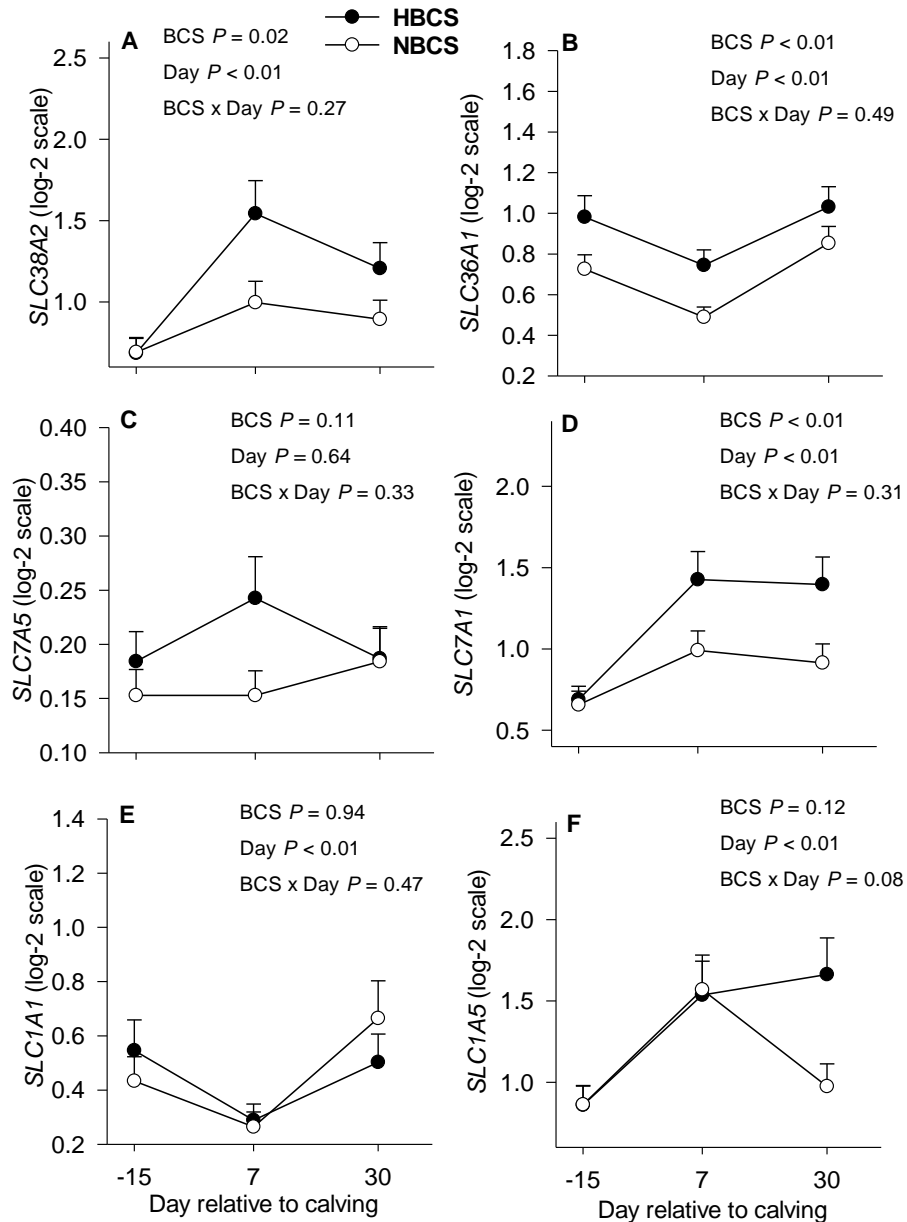 HBCS
NBCS
A
BCS P = 0.02
Day P < 0.01
BCS x Day P = 0.27
2.5
2.0
1.5
1.0
SLC38A2 (log-2 scale)
B
BCS P < 0.01
Day P < 0.01
BCS x Day P = 0.49
1.8
1.6
1.4
1.2
1.0
0.8
0.6
0.4
0.2
SLC36A1 (log-2 scale)
C
BCS P = 0.11
Day P = 0.64
BCS x Day P = 0.33
0.40
0.35
0.30
0.25
0.20
0.15
0.10
SLC7A5 (log-2 scale)
D
BCS P < 0.01
Day P < 0.01
BCS x Day P = 0.31
2.0
1.5
1.0
0.5
SLC7A1 (log-2 scale)
E
BCS P = 0.94
Day P < 0.01
BCS x Day P = 0.47
1.4
1.2
1.0
0.8
0.6
0.4
0.2
SLC1A1 (log-2 scale)
-15 7 30
Day relative to calving
F
BCS P = 0.12
Day P < 0.01
BCS x Day P = 0.08
2.5
2.0
1.5
1.0
SLC1A5 (log-2 scale)
-15 7 30
Day relative to calving